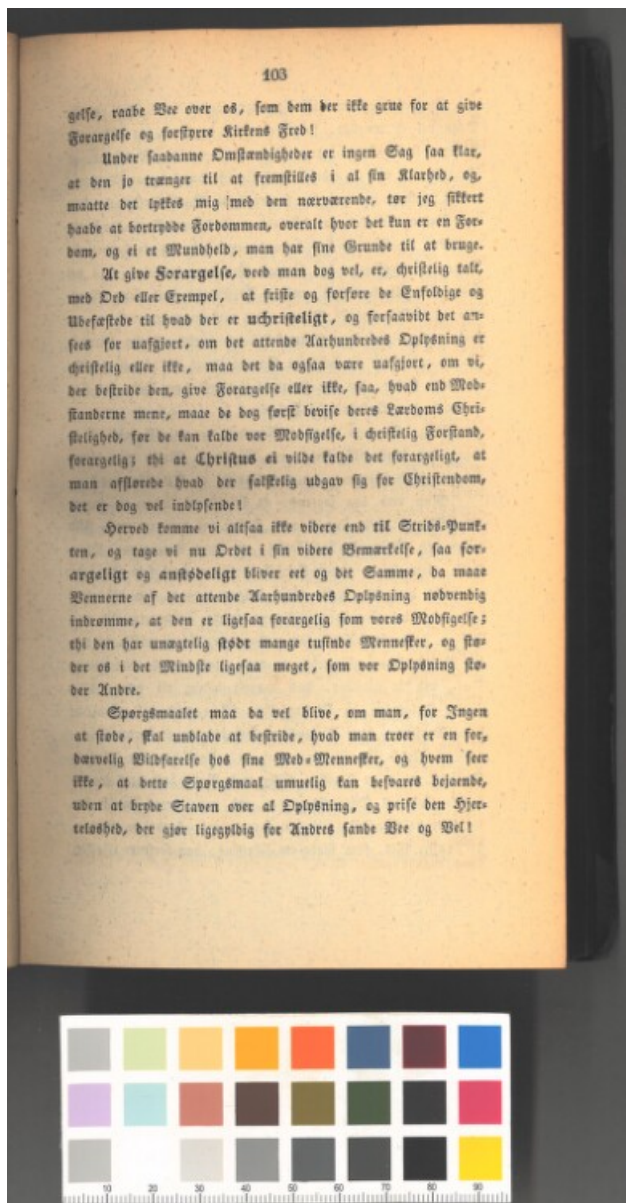 103
gelse, raabe Vee over os, som dem der ikke grue for at give
Forargelse og forstyrre Kirkens Fred!
Under saadanne Omstændigheder er ingen Sag saa klar,
at den jo trænger til at fremstilles i al sin Klarhed, og,
maatte det lykkes mig med den nærværende, tør jeg sikkert
haabe at bortrydde Fordommen, overalt hvor det kun er en For-
dom, og ei et Mundheld, man har sine Grunde til at bruge.
At give Forargelse, veed man dog vel, er, christelig talt,
med Ord eller Exempel, at friste og forføre de Enfoldige og
Ubefæstede til hvad der er uchristeligt, og forsaavidt det an-
sees for uafgjort, om det attende Aarhundredes Oplysning er
christelig eller ikke, maa det da ogsaa være uafgjort, om vi,
der bestride den, give Forargelse eller ikke, saa, hvad end Mod-
standerne mene, maae de dog først bevise deres Lærdoms Chri-
stelighed, før de kan kalde vor Modsigelse, i christelig Forstand,
forargelig; thi at Christus ei vilde kalde det forargeligt, at
man afslørede hvad der falskelig udgav sig for Christendom,
det er dog vel indlysende!
Herved komme vi altsaa ikke videre end til Strids-Punk-
ten, og tage vi nu Ordet i sin videre Bemærkelse, saa for-
argeligt og anstødeligt bliver eet og det Samme, da maae
Vennerne af det attende Aarhundredes Oplysning nødvendig
indrømme, at den er ligesaa forargelig som vores Modsigelse;
thi den har unægtelig stødt mange tusinde Mennesker, og stø-
der os i det Mindste ligesaa meget, som vor Oplysning stø-
der Andre.
Spørgsmaalet maa da vel blive, om man, for Ingen
at støde, skal undlade at bestride, hvad man troer er en for-
dærvelig Vildfarelse hos sine Med-Mennesker, og hvem seer
ikke, at dette Spørgsmaal umuelig kan besvares bejaende,
uden at bryde Staven over al Oplysning, og prise den Hjer-
teløshed, der gjør ligegyldig for Andres sande Vee og Vel!
10 20 30 40 50 60 70 80 90